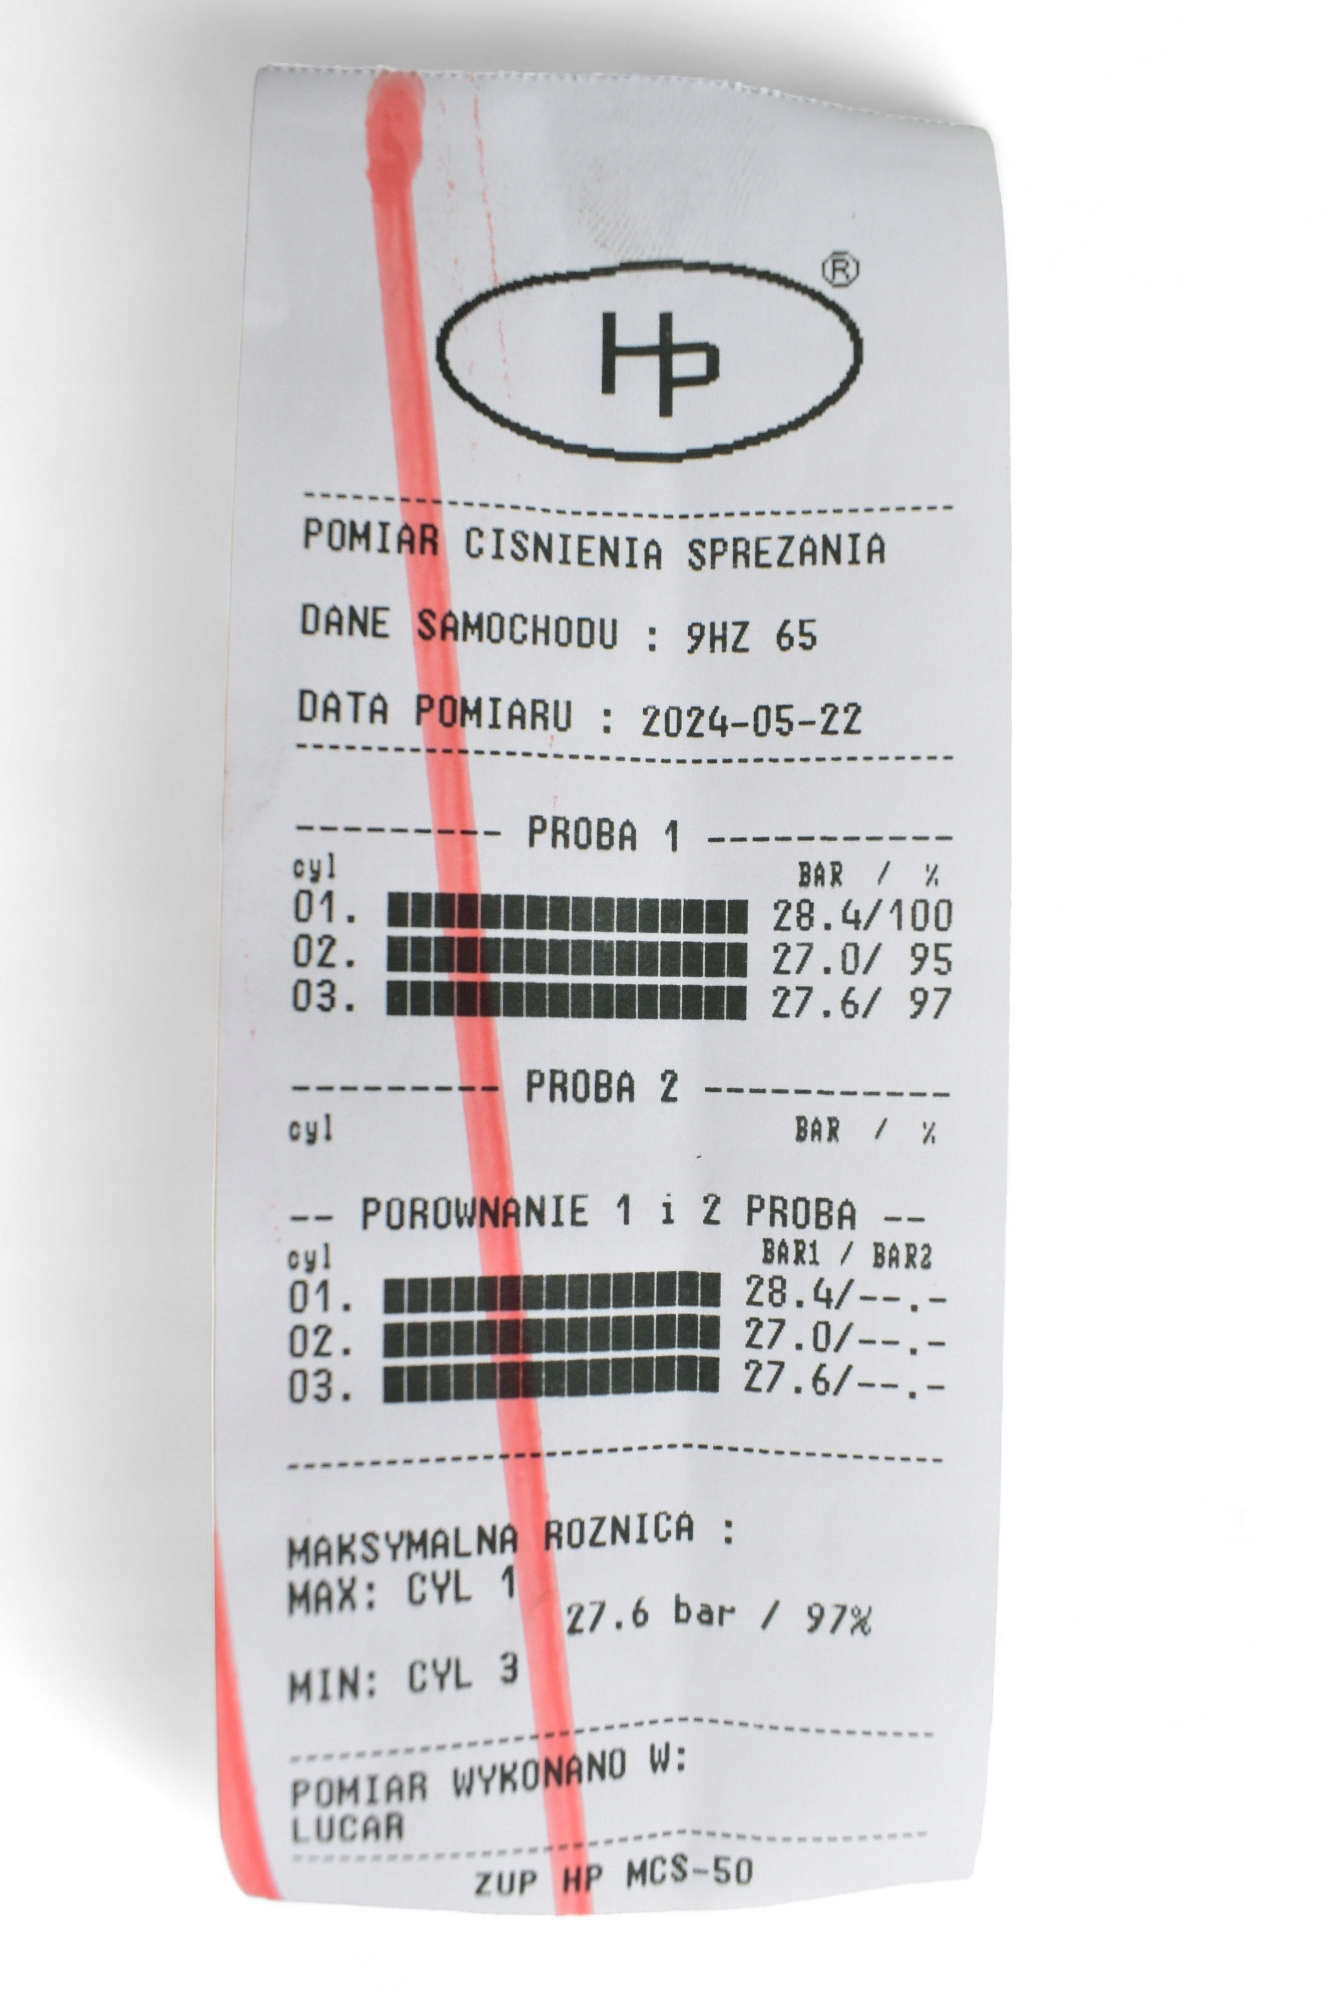 Hp ®
POMIAR CISNIENIA SPREZANIA
DANE SAMOCHODU : 9HZ 65
DATA POMIARU : 2024-05-22
--------- PROBA 1 -----------
cyl BAR / %
01. 28.4/100
02. 27.0/ 95
03. 27.6/ 97
--------- PROBA 2 -----------
cyl BAR / %
-- POROWNANIE 1 i 2 PROBA --
cyl BAR1 / BAR2
01. 28.4/--.-
02. 27.0/--.-
03. 27.6/--.-
MAKSYMALNA ROZNICA :
MAX: CYL 1
27.6 bar / 97%
MIN: CYL 3
POMIAR WYKONANO W:
LUCAR
ZUP HP MCS-50